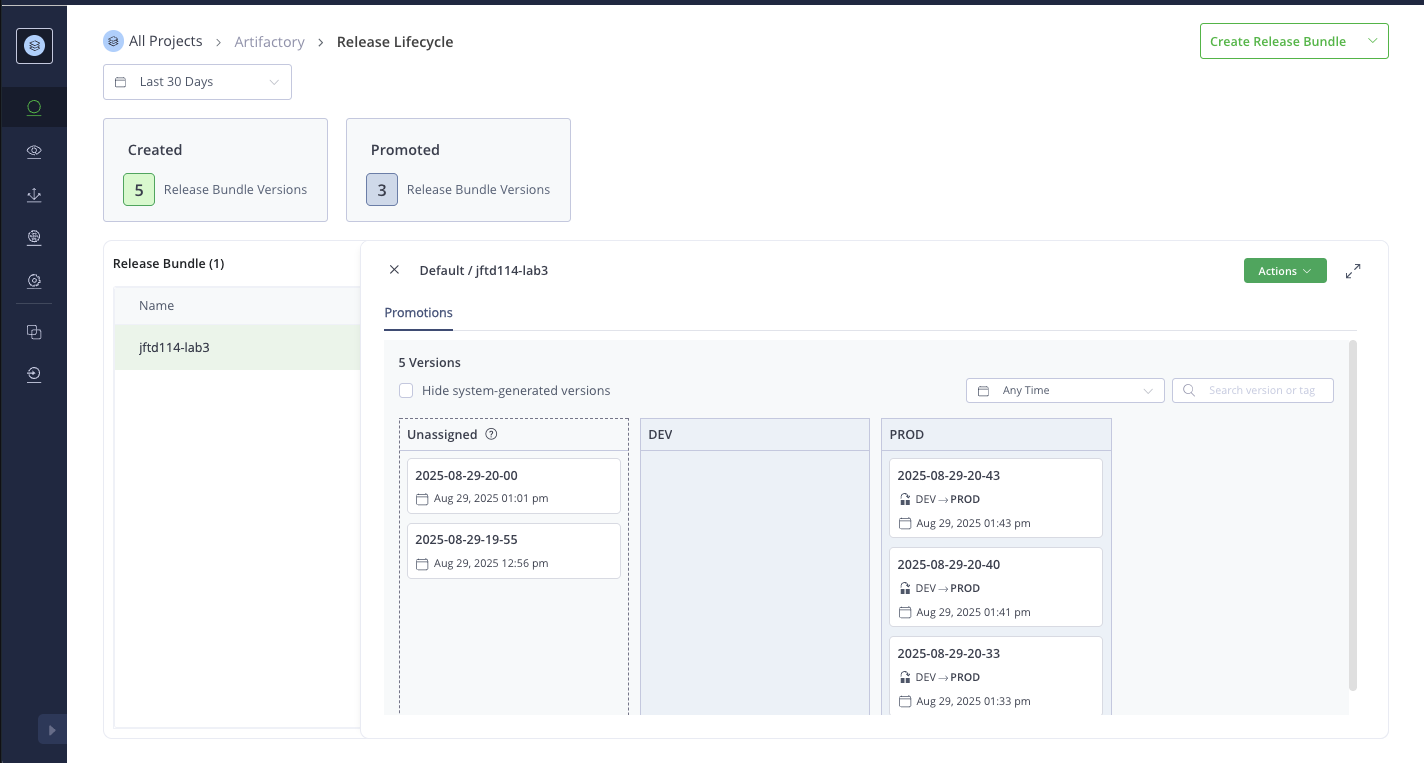 All Projects > Artifactory > Release Lifecycle
Create Release Bundle
Last 30 Days
Created
5 Release Bundle Versions
Promoted
3 Release Bundle Versions
Release Bundle (1)
Name
jftd114-lab3
Default / jftd114-lab3
Actions
Promotions
5 Versions
Hide system-generated versions
Any Time
Search version or tag
Unassigned ?
2025-08-29-20-00
Aug 29, 2025 01:01 pm
2025-08-29-19-55
Aug 29, 2025 12:56 pm
DEV
PROD
2025-08-29-20-43
DEV → PROD
Aug 29, 2025 01:43 pm
2025-08-29-20-40
DEV → PROD
Aug 29, 2025 01:41 pm
2025-08-29-20-33
DEV → PROD
Aug 29, 2025 01:33 pm